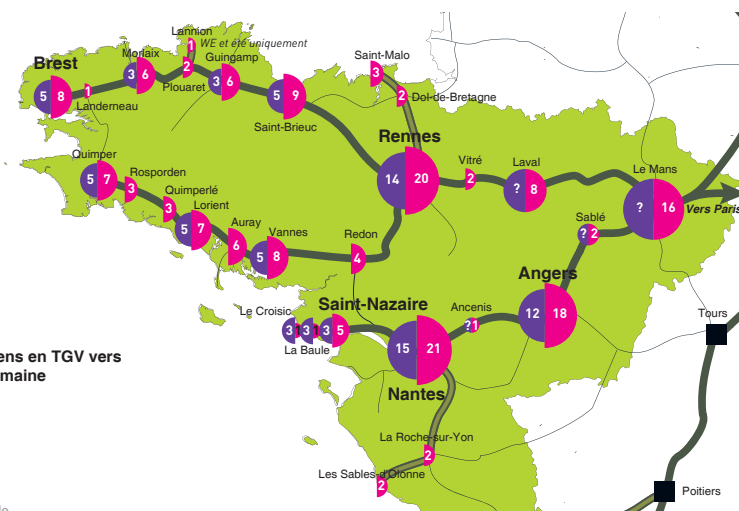 Lannion
1 WE et été uniquement
Brest
5 8
1
Landerneau
Morlaix
3 6
2
Plouaret
Guingamp
3 6
5 9
Saint-Brieuc
Saint-Malo
3
2 Dol-de-Bretagne
Rennes
14 20
Vitré
2
Laval
? 8
Le Mans
? 16
Vers Paris
Quimper
5 7
Rosporden
3
Quimperlé
3
Lorient
5 7
Auray
6
Vannes
5 8
Redon
4
Sablé
? 2
Angers
12 18
Ancenis
? 1
Le Croisic
3 1 3 1 3 5
La Baule
Saint-Nazaire
15 21
Nantes
Tours
ens en TGV vers
maine
La Roche-sur-Yon
2
Les Sables-d'Olonne
2
Poitiers